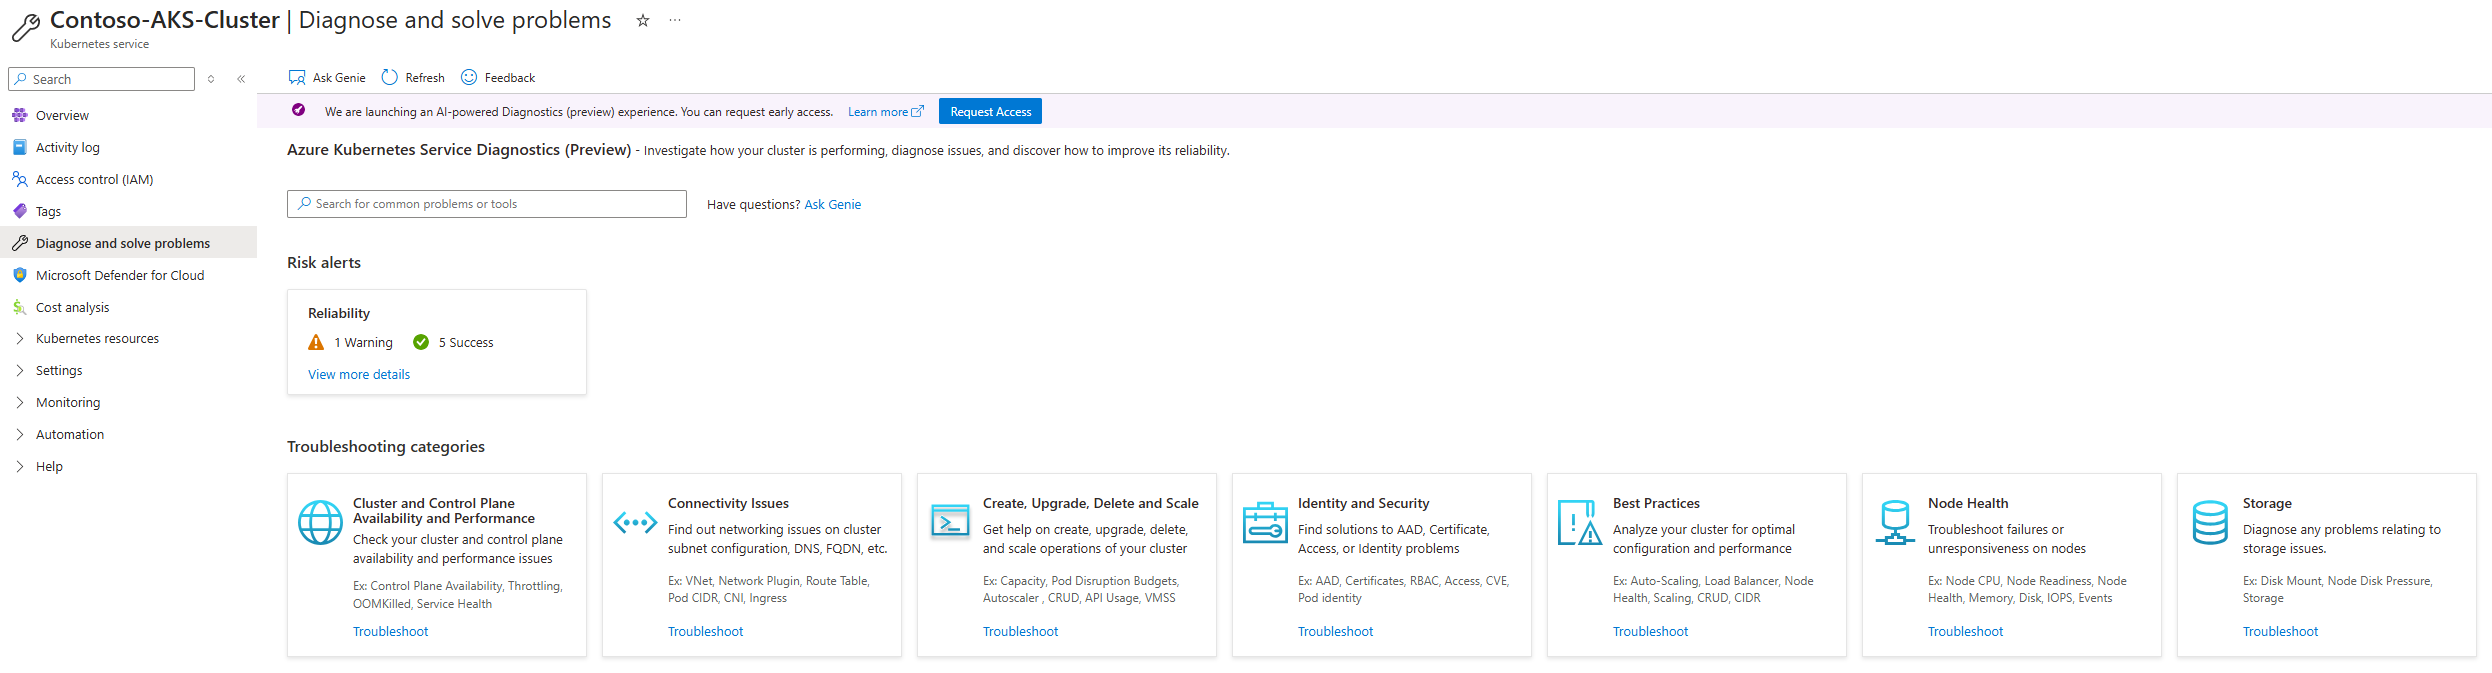 Contoso-AKS-Cluster | Diagnose and solve problems
Kubernetes service
Search
Overview
Activity log
Access control (IAM)
Tags
Diagnose and solve problems
Microsoft Defender for Cloud
Cost analysis
Kubernetes resources
Settings
Monitoring
Automation
Help
Ask Genie Refresh Feedback
We are launching an AI-powered Diagnostics (preview) experience. You can request early access. Learn more Request Access
Azure Kubernetes Service Diagnostics (Preview) - Investigate how your cluster is performing, diagnose issues, and discover how to improve its reliability.
Search for common problems or tools
Have questions? Ask Genie
Risk alerts
Reliability
1 Warning 5 Success
View more details
Troubleshooting categories
Cluster and Control Plane
Availability and Performance
Check your cluster and control plane
availability and performance issues
Ex: Control Plane Availability, Throttling,
OOMKilled, Service Health
Troubleshoot
Connectivity Issues
Find out networking issues on cluster
subnet configuration, DNS, FQDN, etc.
Ex: VNet, Network Plugin, Route Table,
Pod CIDR, CNI, Ingress
Troubleshoot
Create, Upgrade, Delete and Scale
Get help on create, upgrade, delete,
and scale operations of your cluster
Ex: Capacity, Pod Disruption Budgets,
Autoscaler , CRUD, API Usage, VMSS
Troubleshoot
Identity and Security
Find solutions to AAD, Certificate,
Access, or Identity problems
Ex: AAD, Certificates, RBAC, Access, CVE,
Pod identity
Troubleshoot
Best Practices
Analyze your cluster for optimal
configuration and performance
Ex: Auto-Scaling, Load Balancer, Node
Health, Scaling, CRUD, CIDR
Troubleshoot
Node Health
Troubleshoot failures or
unresponsiveness on nodes
Ex: Node CPU, Node Readiness, Node
Health, Memory, Disk, IOPS, Events
Troubleshoot
Storage
Diagnose any problems relating to
storage issues.
Ex: Disk Mount, Node Disk Pressure,
Storage
Troubleshoot